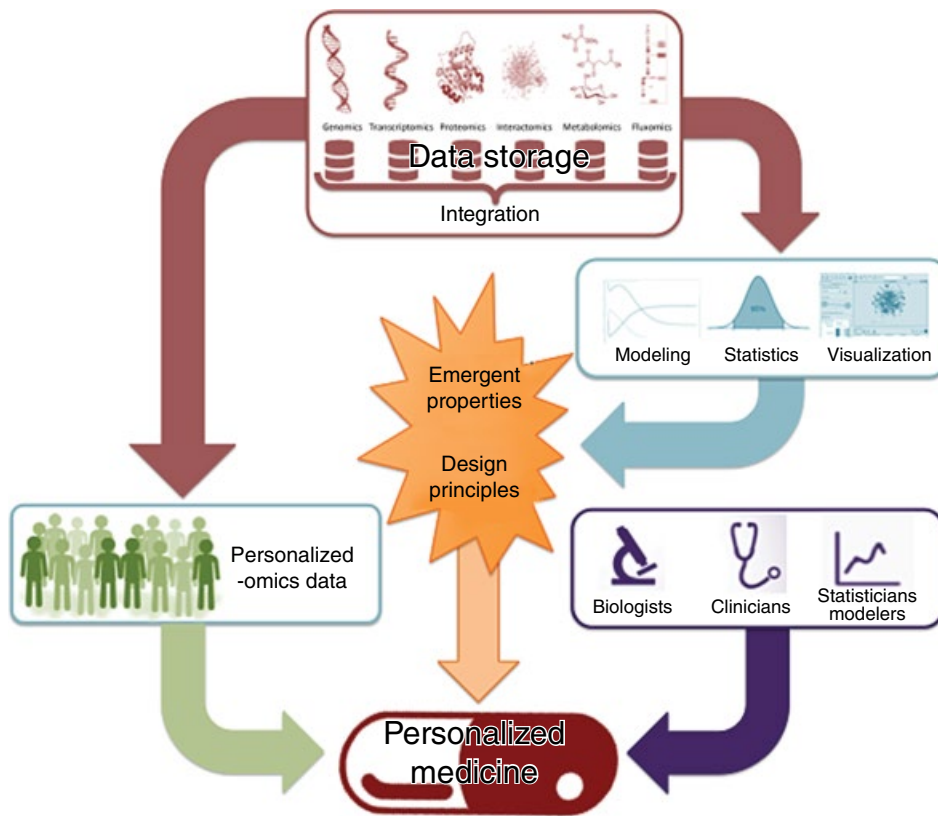 Genomics Transcriptomics Proteomics Interactomics Metabolomics Fluxomics
Data storage
Integration
95%
Modeling Statistics Visualization
Emergent
properties
Design
principles
Personalized
-omics data
Biologists Clinicians Statisticians
modelers
Personalized
medicine